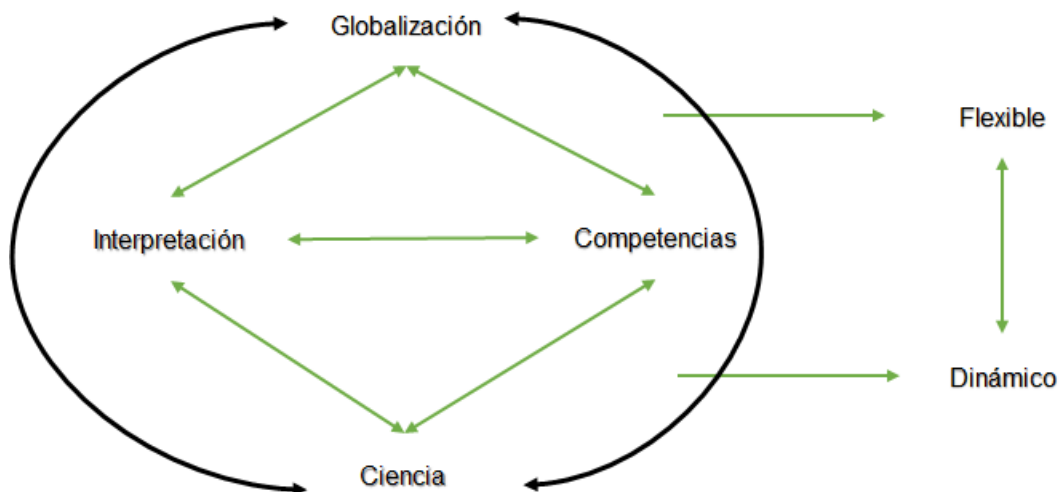 Globalización
Flexible
Interpretación
Competencias
Dinámico
Ciencia